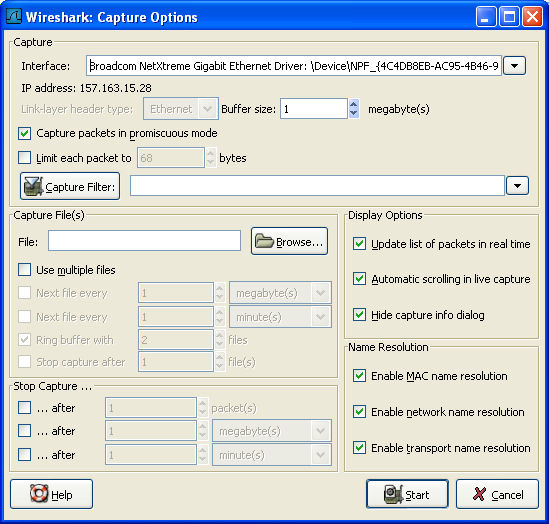 Wireshark: Capture Options
Capture
Interface: Broadcom NetXtreme Gigabit Ethernet Driver: \Device\NPF_{4C4DB8EB-AC95-4B46-9
IP address: 157.163.15.28
Link-layer header type: Ethernet Buffer size: 1 megabyte(s)
Capture packets in promiscuous mode
Limit each packet to 68 bytes
Capture Filter:
Capture File(s)
File: Browse...
Use multiple files
Next file every 1 megabyte(s)
Next file every 1 minute(s)
Ring buffer with 2 files
Stop capture after 1 file(s)
Stop Capture ...
... after 1 packet(s)
... after 1 megabyte(s)
... after 1 minute(s)
Display Options
Update list of packets in real time
Automatic scrolling in live capture
Hide capture info dialog
Name Resolution
Enable MAC name resolution
Enable network name resolution
Enable transport name resolution
Help Start Cancel